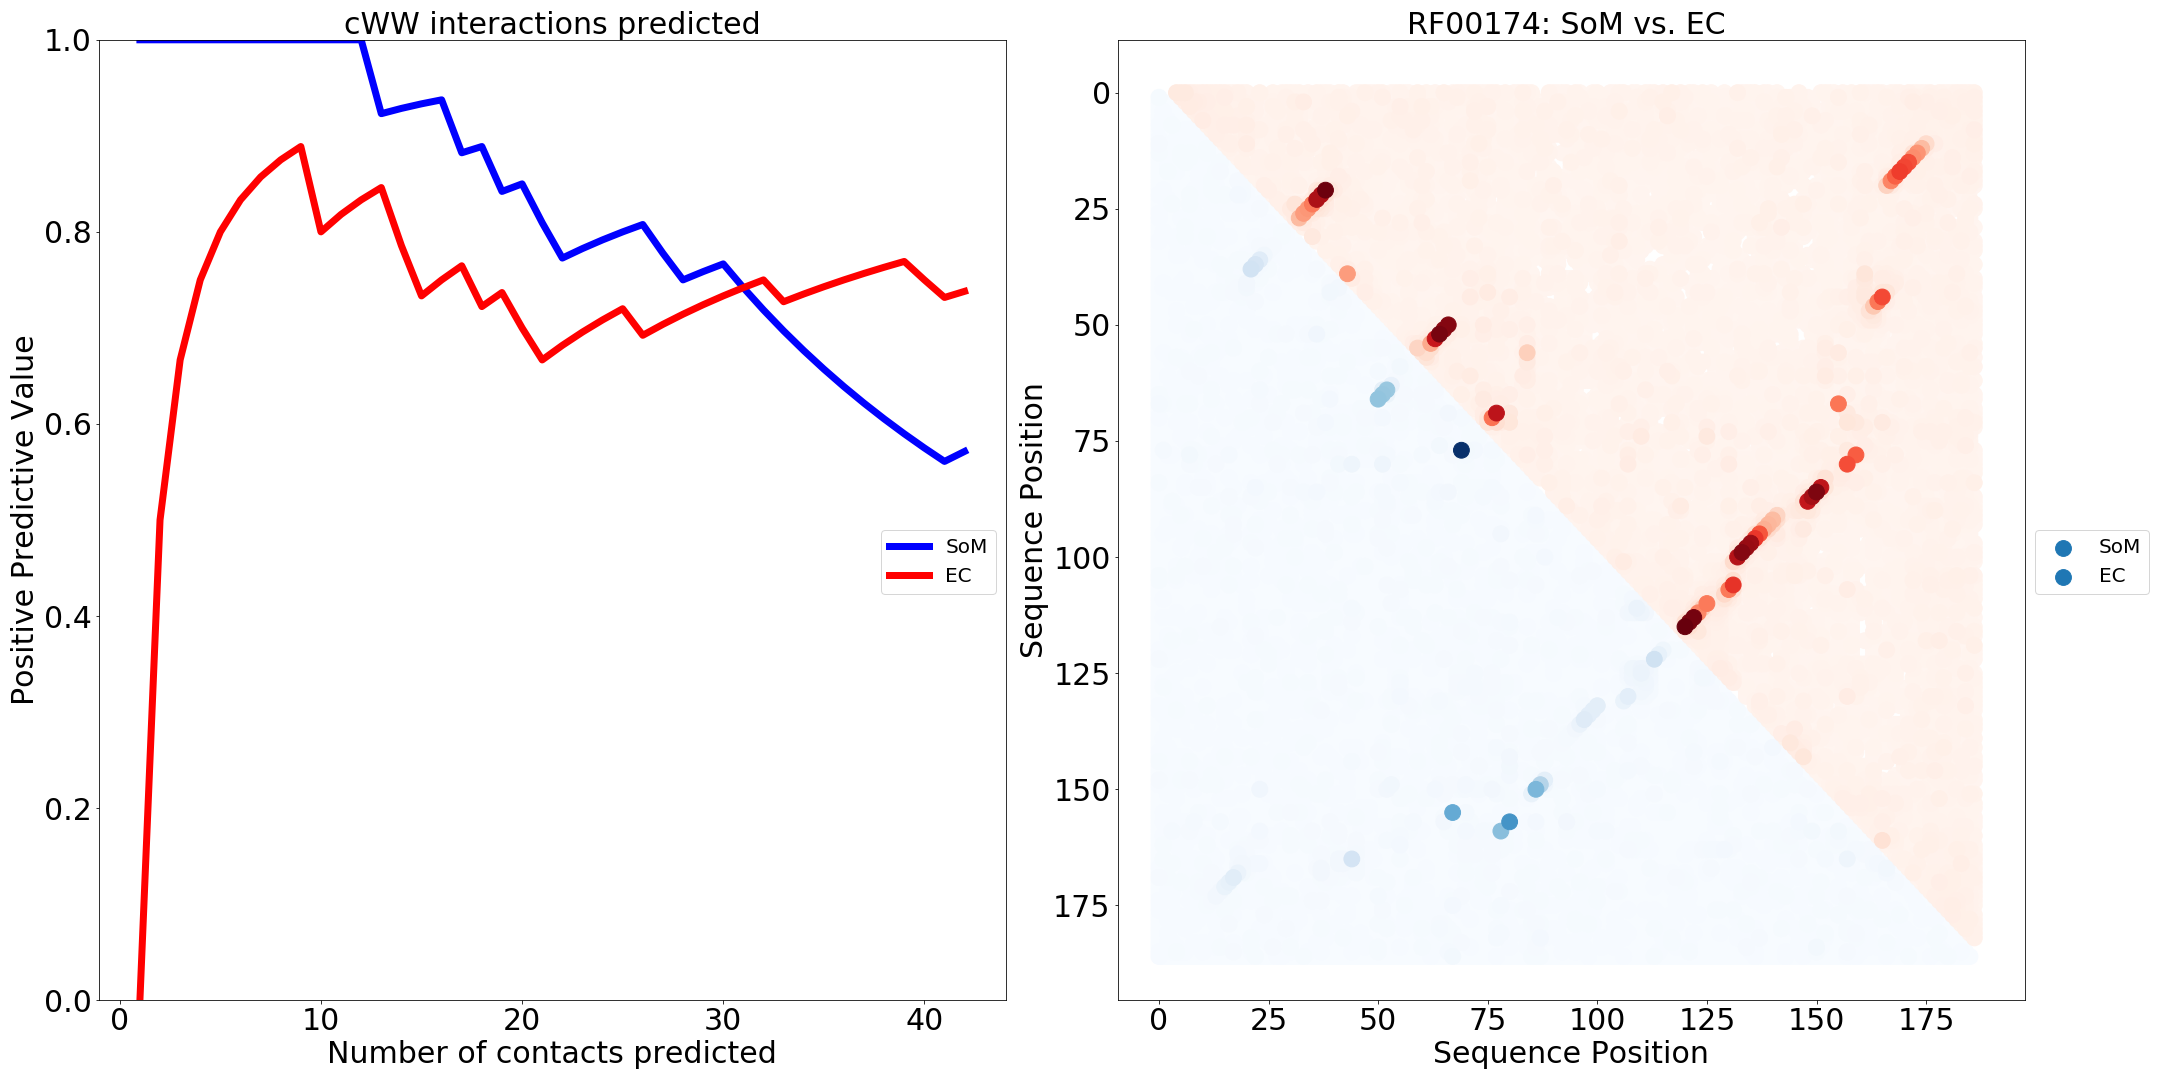 cWW interactions predicted
1.0
0.8
0.6
0.4
0.2
0.0
Positive Predictive Value
0 10 20 30 40
Number of contacts predicted
SoM
EC
RF00174: SoM vs. EC
0
25
50
75
100
125
150
175
Sequence Position
0 25 50 75 100 125 150 175
Sequence Position
SoM
EC